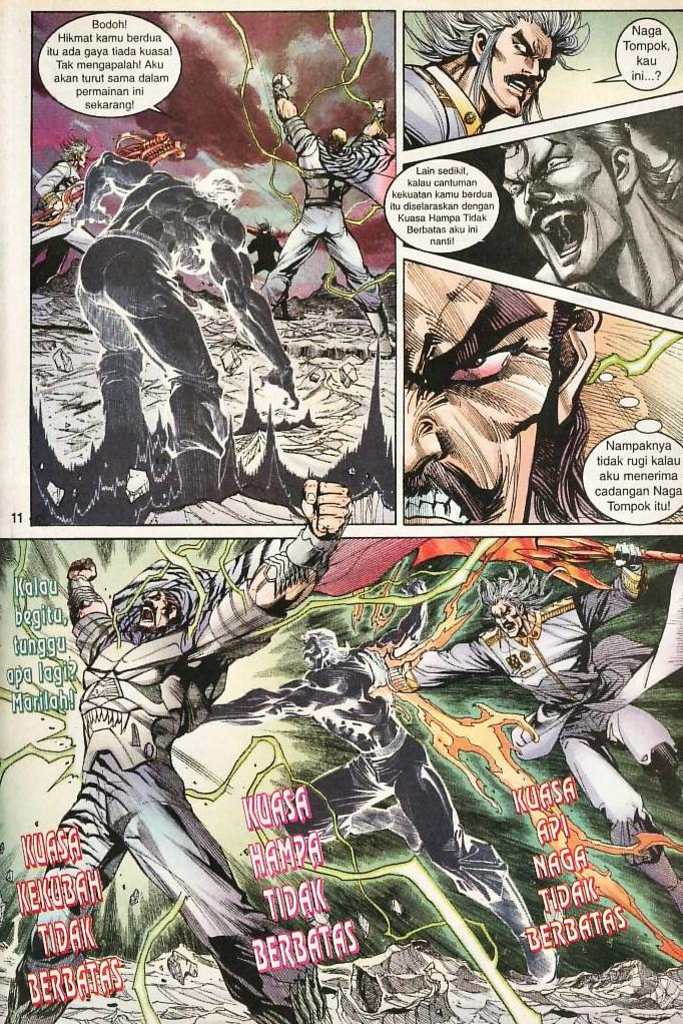 Bodoh!
Hikmat kamu berdua
itu ada gaya tiada kuasa!
Tak mengapalah! Aku
akan turut sama dalam
permainan ini
sekarang!
Naga
Tompok,
kau
ini...?
Lain sedikit,
kalau cantuman
kekuatan kamu berdua
itu diselaraskan dengan
Kuasa Hampa Tidak
Berbatas aku ini
nanti!
Nampaknya
tidak rugi kalau
aku menerima
cadangan Naga
Tompok itu!
11
Kalau
begitu,
tunggu
apa lagi?
Marilah!
KUASA
KEKUBAH
TIDAK
BERBATAS
KUASA
HAMPA
TIDAK
BERBATAS
KUASA
API
NAGA
TIDAK
BERBATAS